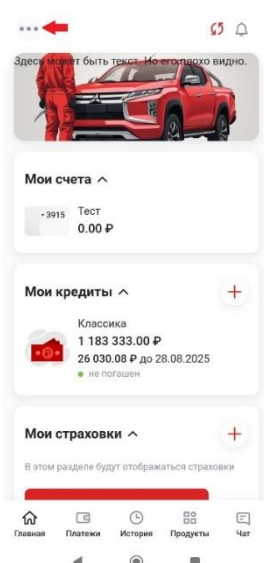 Здесь может быть текст. Но его плохо видно.
Мои счета
• 3915 Тест
0.00 ₽
Мои кредиты
Классика
1 183 333.00 ₽
26 030.08 ₽ до 28.08.2025
не погашен
Мои страховки
В этом разделе будут отображаться страховки
Главная Платежи История Продукты Чат